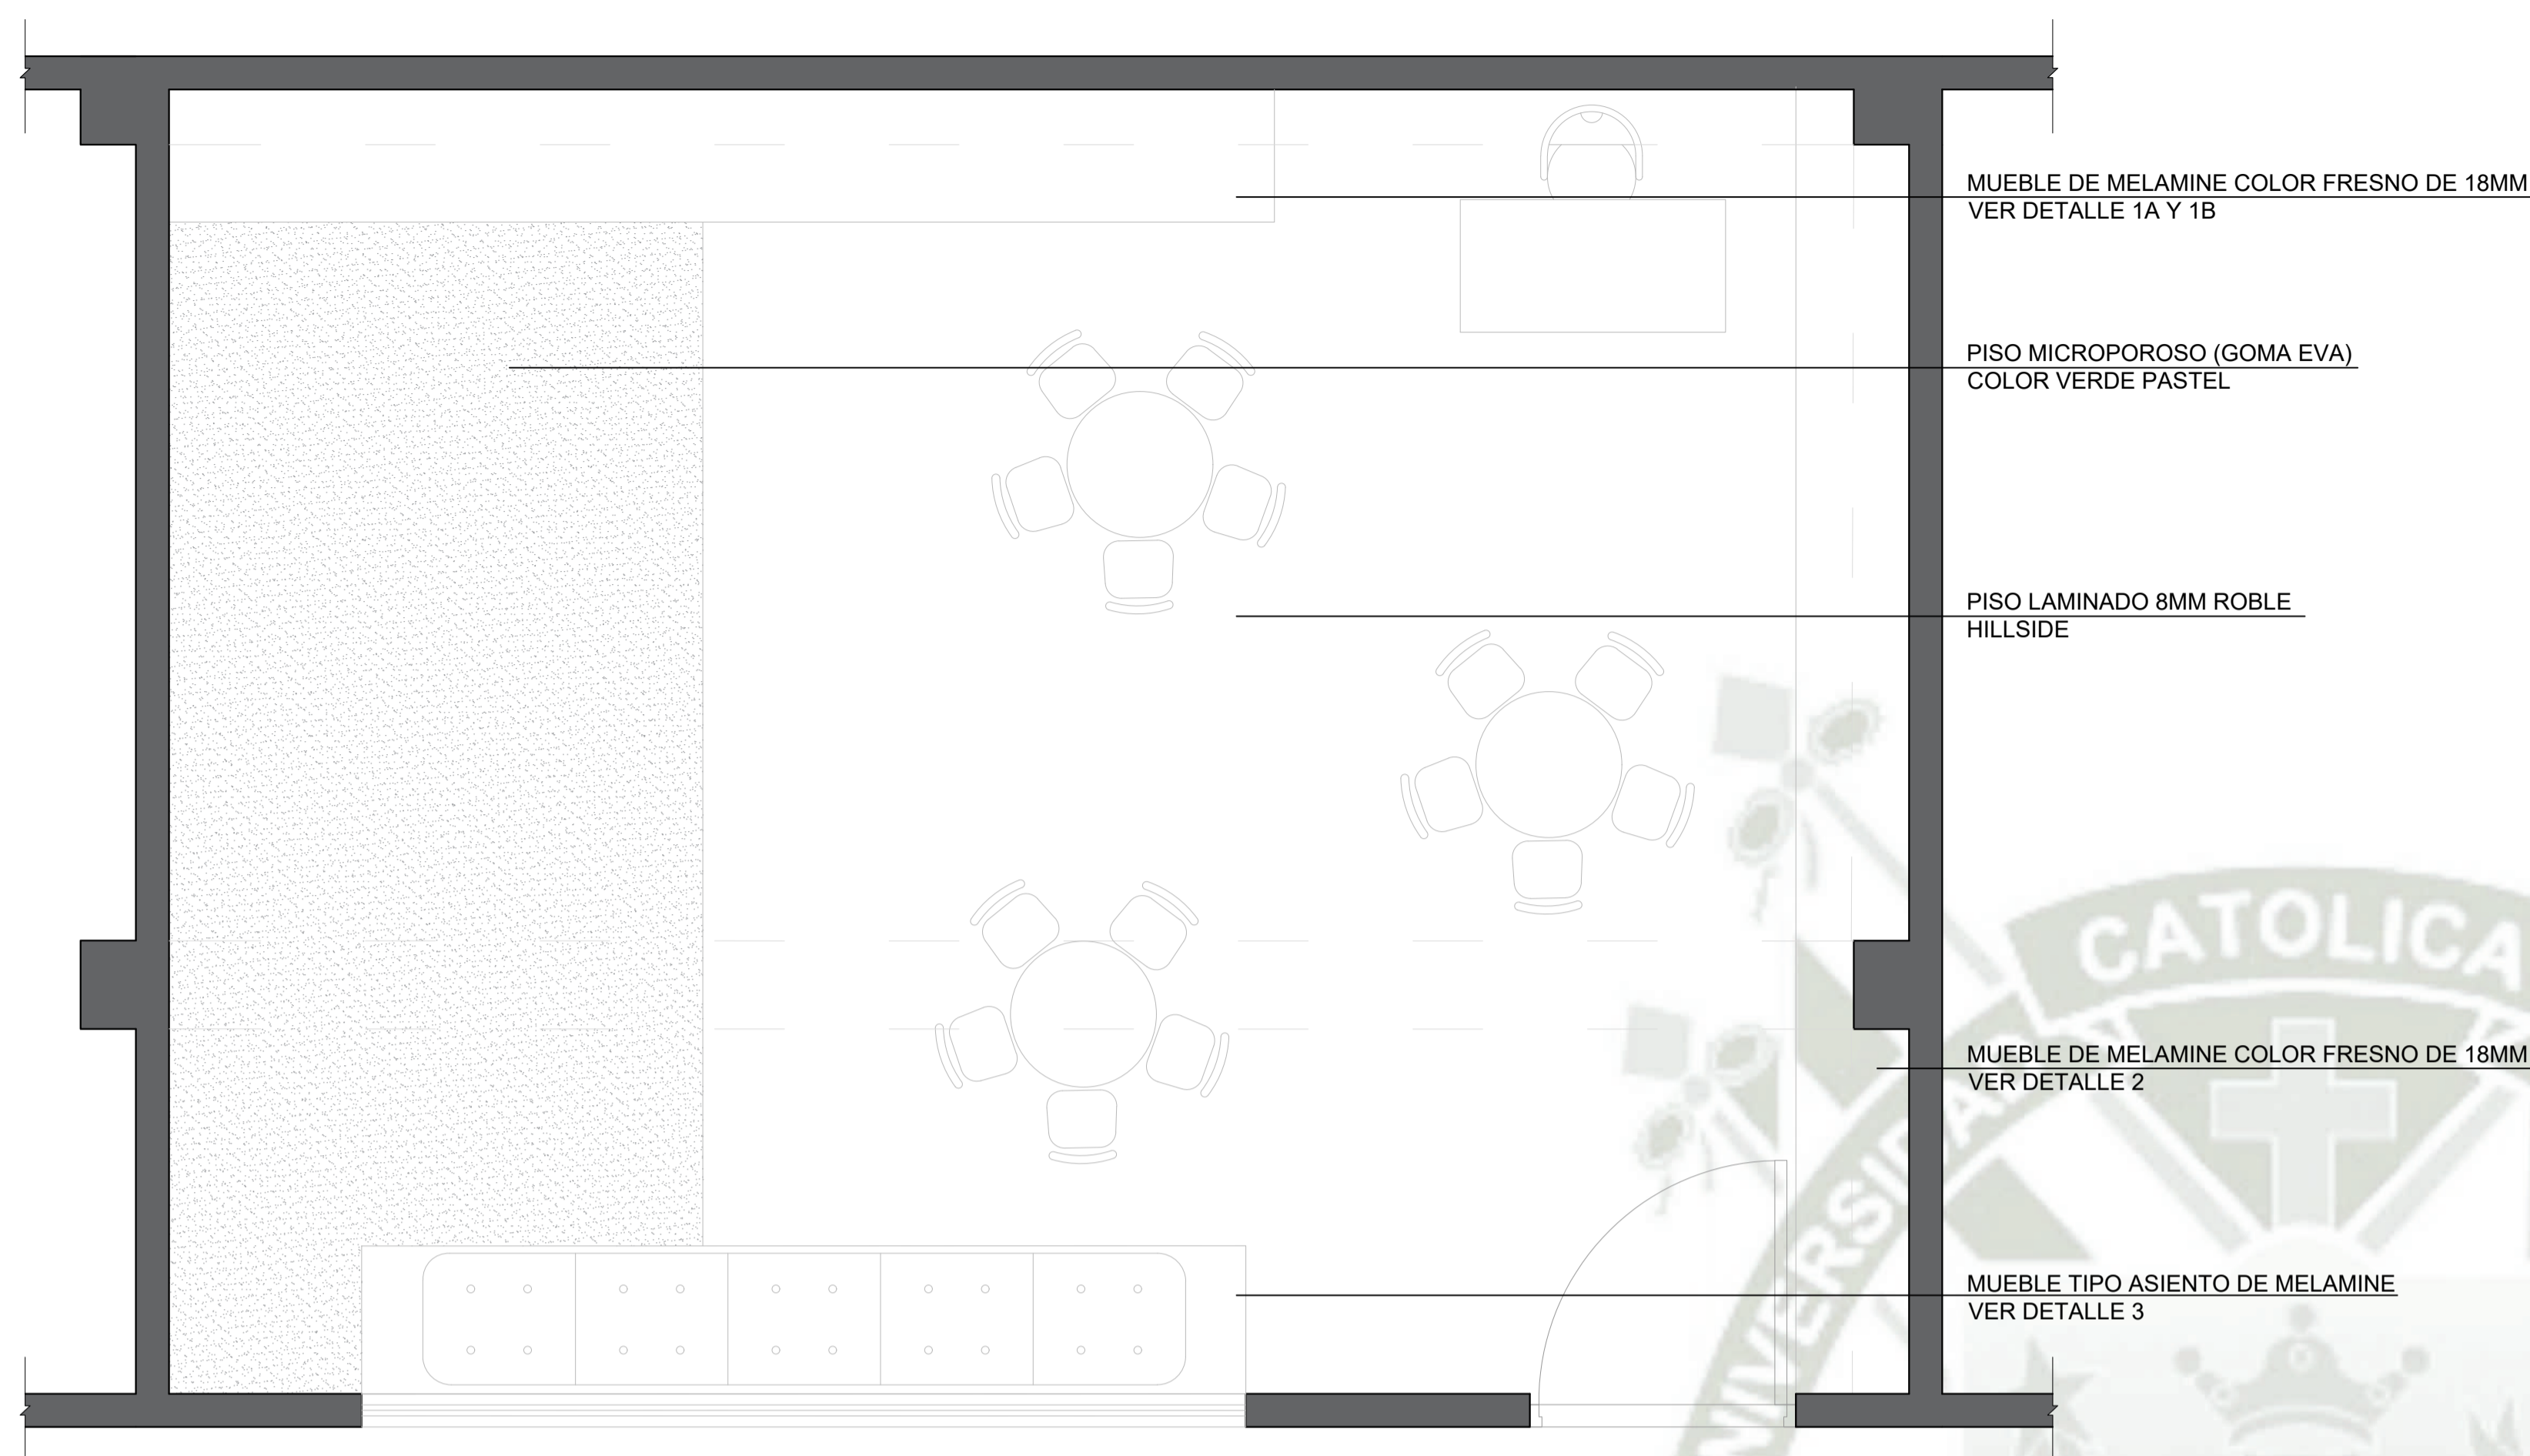 MUEBLE DE MELAMINE COLOR FRESNO DE 18MM
VER DETALLE 1A Y 1B
PISO MICROPOROSO (GOMA EVA)
COLOR VERDE PASTEL
PISO LAMINADO 8MM ROBLE
HILLSIDE
CATOLICA
MUEBLE DE MELAMINE COLOR FRESNO DE 18MM
VER DETALLE 2
UNIVERSIDAD
MUEBLE TIPO ASIENTO DE MELAMINE
VER DETALLE 3